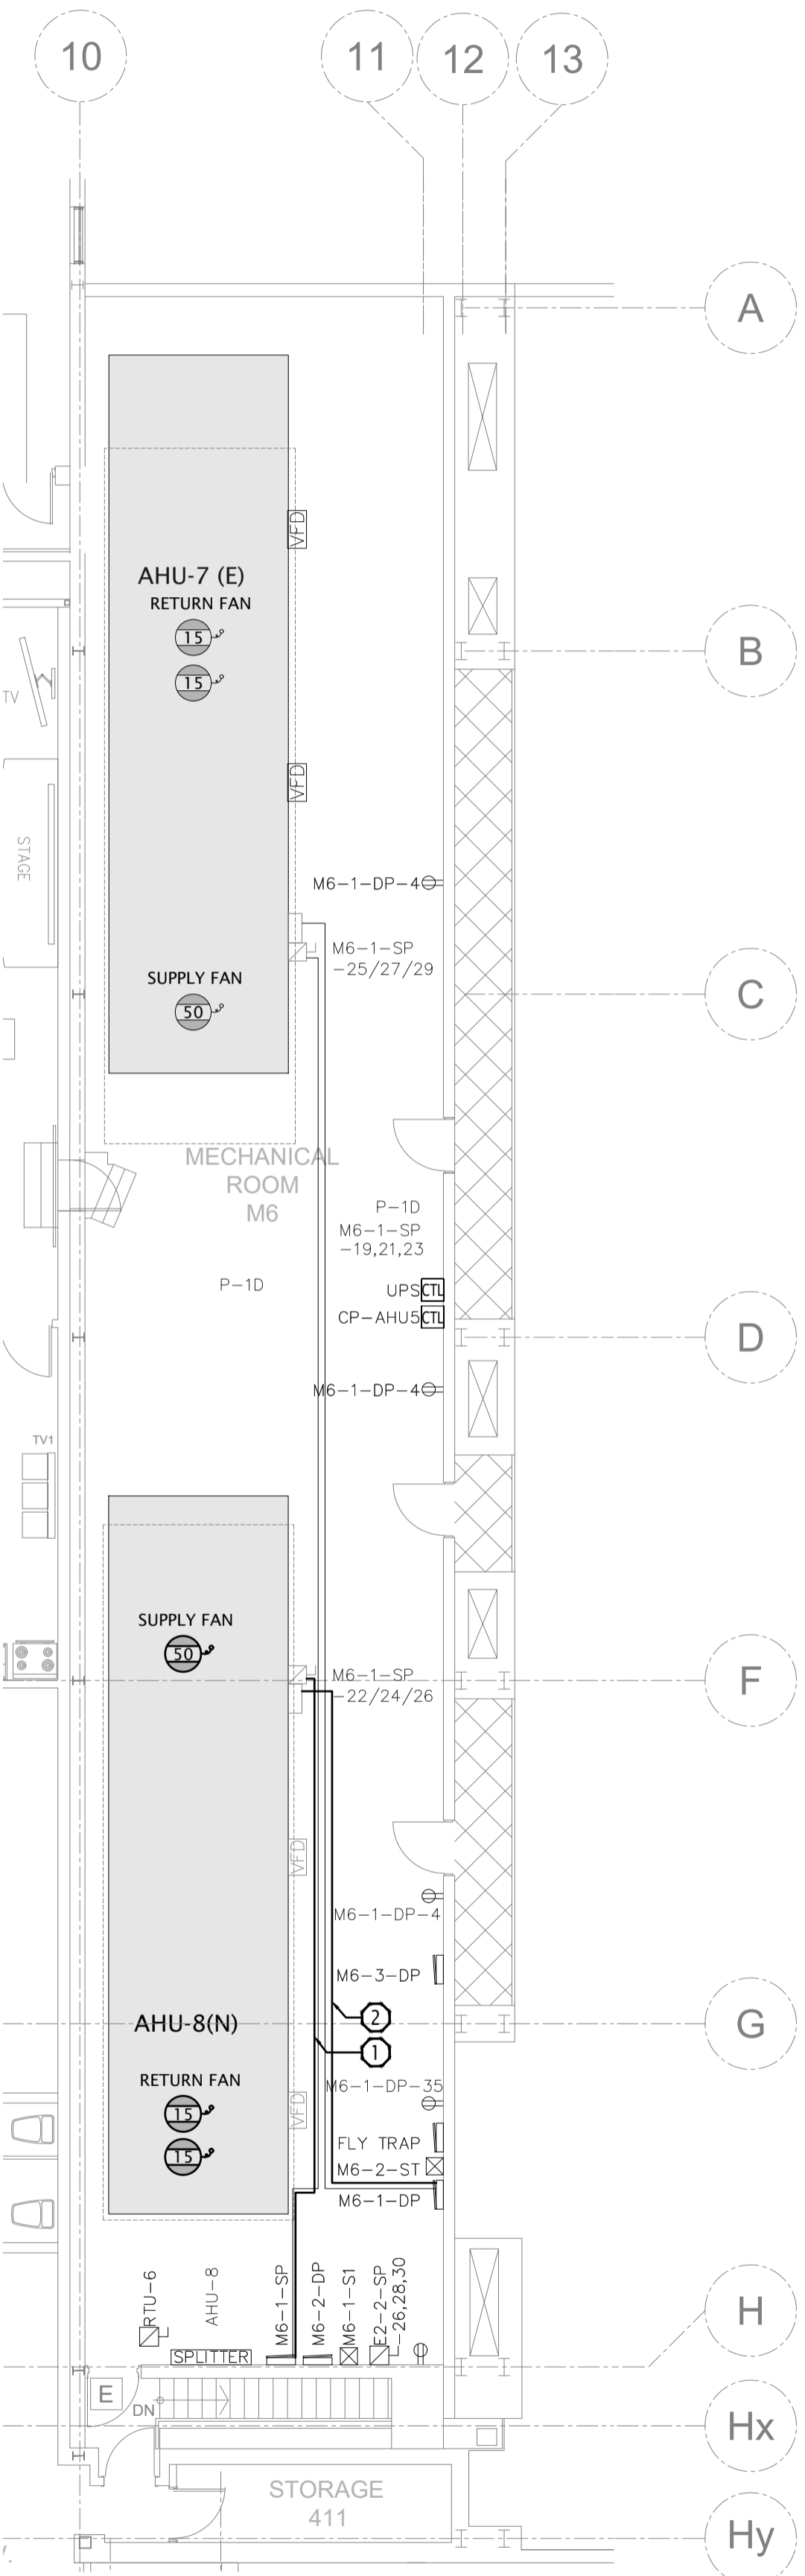 10
11
12
13
A
VFD
AHU-7 (E)
RETURN FAN
15
B
15
TV
VFD
STAGE
M6-1-DP-4
M6-1-SP
-25/27/29
SUPPLY FAN
C
50
MECHANICAL
ROOM
M6
P-1D
M6-1-SP
-19,21,23
P-1D
UPS CTL
CP-AHU5 CTL
D
M6-1-DP-4
TV1
SUPPLY FAN
50
M6-1-SP
-22/24/26
F
VFD
M6-1-DP-4
M6-3-DP
2
AHU-8(N)
G
1
RETURN FAN
M6-1-DP-35
15
VFD
FLY TRAP
15
M6-2-ST
M6-1-DP
RTU-6
AHU-8
M6-1-SP
M6-2-DP
M6-1-S1
E2-2-SP
-26,28,30
H
SPLITTER
E
DN
Hx
STORAGE
411
Hy